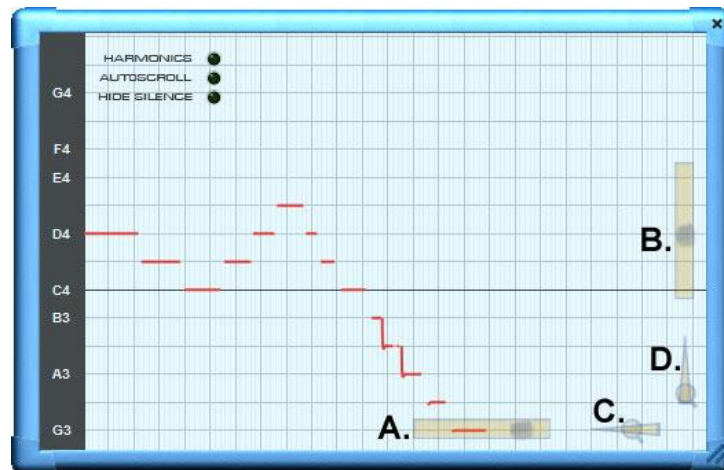 ×
HARMONICS
AUTOSCROLL
HIDE SILENCE
G4
F4
E4
D4
C4
B3
A3
G3
A.
B.
C.
D.